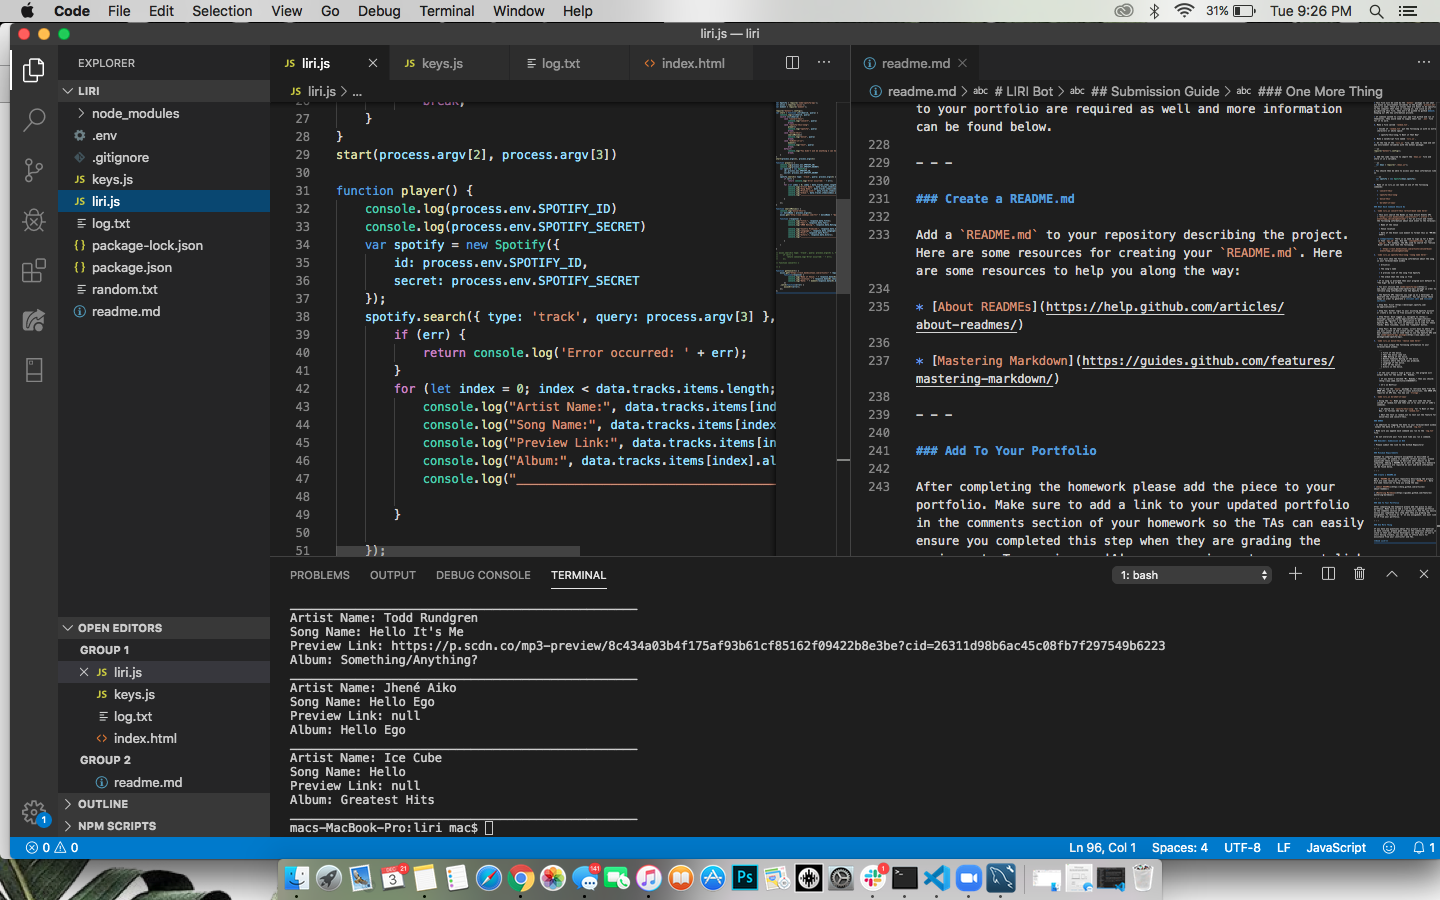 Code File Edit Selection View Go Debug Terminal Window Help 31% Tue 9:26 PM
liri.js — liri
EXPLORER
LIRI
node_modules
.env
.gitignore
JS keys.js
JS liri.js
log.txt
{} package-lock.json
{} package.json
random.txt
readme.md
OPEN EDITORS
GROUP 1
JS liri.js
JS keys.js
log.txt
<> index.html
GROUP 2
readme.md
OUTLINE
NPM SCRIPTS
1
JS liri.js JS keys.js log.txt <> index.html
JS liri.js > ...
26 break;
27 }
28 }
29 start(process.argv[2], process.argv[3])
30
31 function player() {
32 console.log(process.env.SPOTIFY_ID)
33 console.log(process.env.SPOTIFY_SECRET)
34 var spotify = new Spotify({
35 id: process.env.SPOTIFY_ID,
36 secret: process.env.SPOTIFY_SECRET
37 });
38 spotify.search({ type: 'track', query: process.argv[3] },
39 if (err) {
40 return console.log('Error occurred: ' + err);
41 }
42 for (let index = 0; index < data.tracks.items.length;
43 console.log("Artist Name:", data.tracks.items[ind
44 console.log("Song Name:", data.tracks.items[index
45 console.log("Preview Link:", data.tracks.items[in
46 console.log("Album:", data.tracks.items[index].al
47 console.log("____________________________________
48
49 }
50
51 });
readme.md
readme.md > abc # LIRI Bot > abc ## Submission Guide > abc ### One More Thing
to your portfolio are required as well and more information
can be found below.
228
229 - - -
230
231 ### Create a README.md
232
233 Add a `README.md` to your repository describing the project.
Here are some resources for creating your `README.md`. Here
are some resources to help you along the way:
234
235 * [About READMEs](https://help.github.com/articles/
about-readmes/)
236
237 * [Mastering Markdown](https://guides.github.com/features/
mastering-markdown/)
238
239 - - -
240
241 ### Add To Your Portfolio
242
243 After completing the homework please add the piece to your
portfolio. Make sure to add a link to your updated portfolio
in the comments section of your homework so the TAs can easily
ensure you completed this step when they are grading the
PROBLEMS OUTPUT DEBUG CONSOLE TERMINAL 1: bash
________________________________________________
Artist Name: Todd Rundgren
Song Name: Hello It's Me
Preview Link: https://p.scdn.co/mp3-preview/8c434a03b4f175af93b61cf85162f09422b8e3be?cid=26311d98b6ac45c08fb7f297549b6223
Album: Something/Anything?
________________________________________________
Artist Name: Jhené Aiko
Song Name: Hello Ego
Preview Link: null
Album: Hello Ego
________________________________________________
Artist Name: Ice Cube
Song Name: Hello
Preview Link: null
Album: Greatest Hits
________________________________________________
macs-MacBook-Pro:liri mac$
0 0 Ln 96, Col 1 Spaces: 4 UTF-8 LF JavaScript 1
DEC 3 21 141 Ps 1